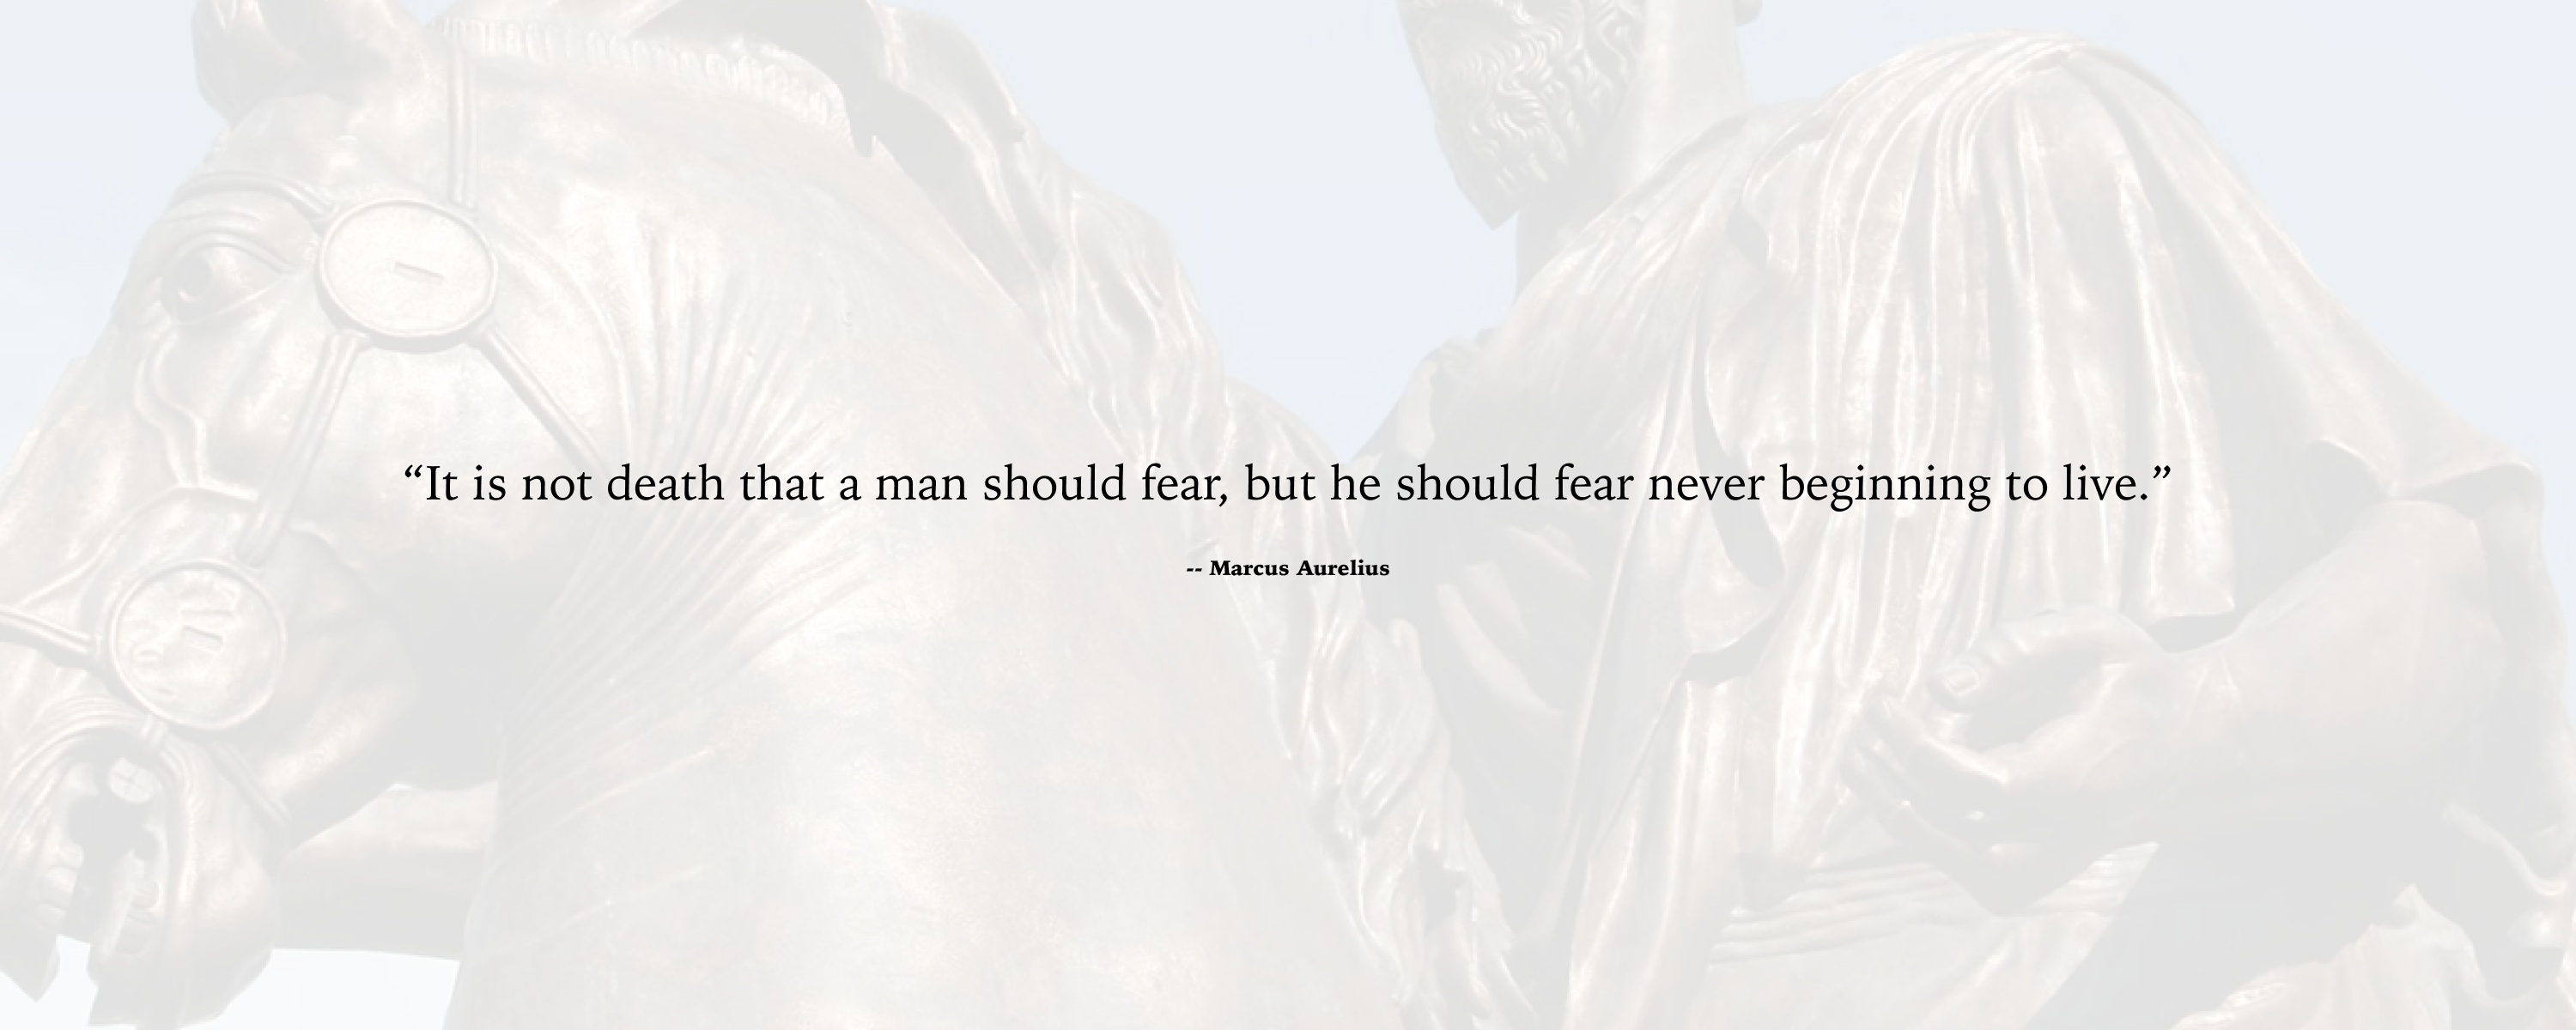 “It is not death that a man should fear, but he should fear never beginning to live.”
-- Marcus Aurelius